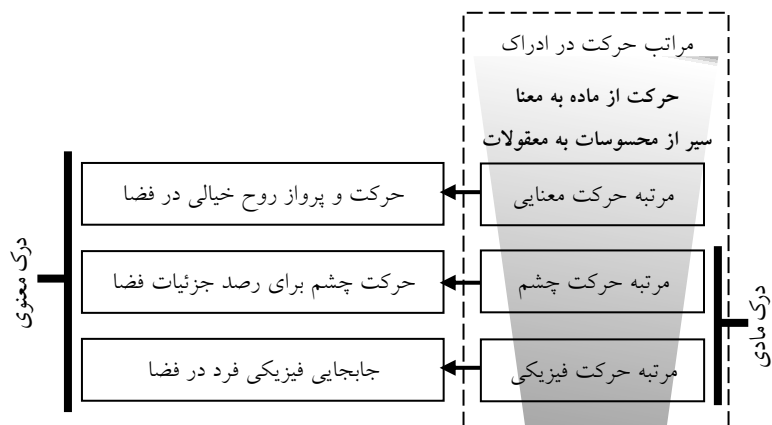 مراتب حرکت در ادراک
حرکت از ماده به معنا
سیر از محسوسات به معقولات
مرتبه حرکت معنایی
حرکت و پرواز روح خیالی در فضا
مرتبه حرکت چشم
حرکت چشم برای رصد جزئیات فضا
مرتبه حرکت فیزیکی
جابجایی فیزیکی فرد در فضا
درک مادی
درک معنوی